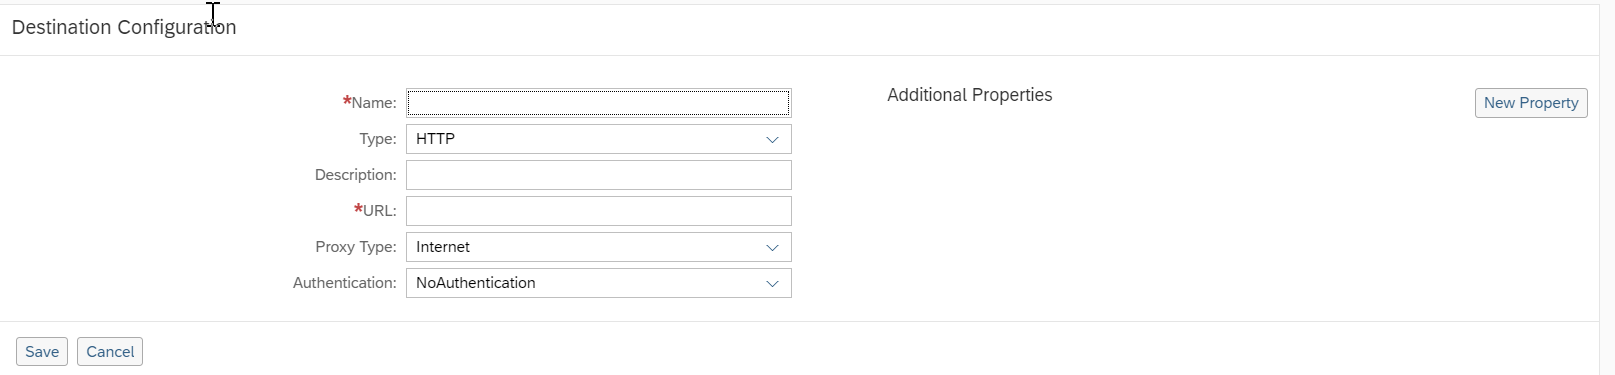 Destination Configuration
*Name:
Type: HTTP
Description:
*URL:
Proxy Type: Internet
Authentication: NoAuthentication
Additional Properties
New Property
Save Cancel